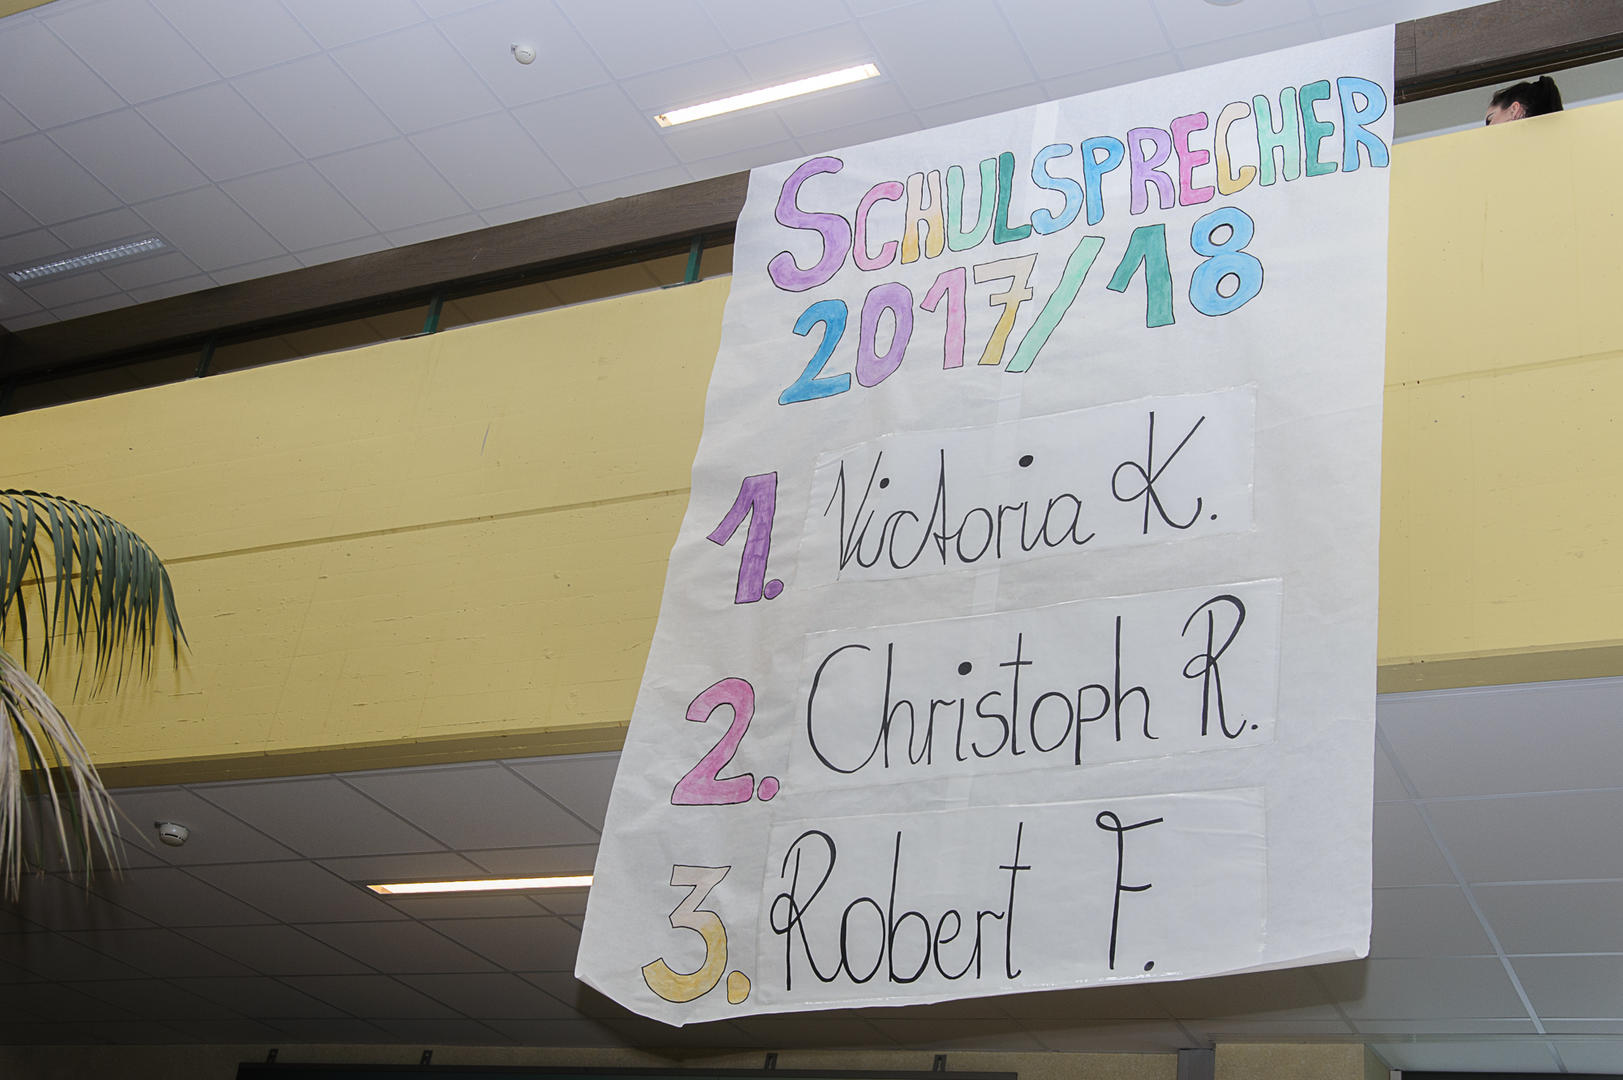 SCHULSPRECHER
2017/18
1. Victoria K.
2. Christoph R.
3. Robert F.